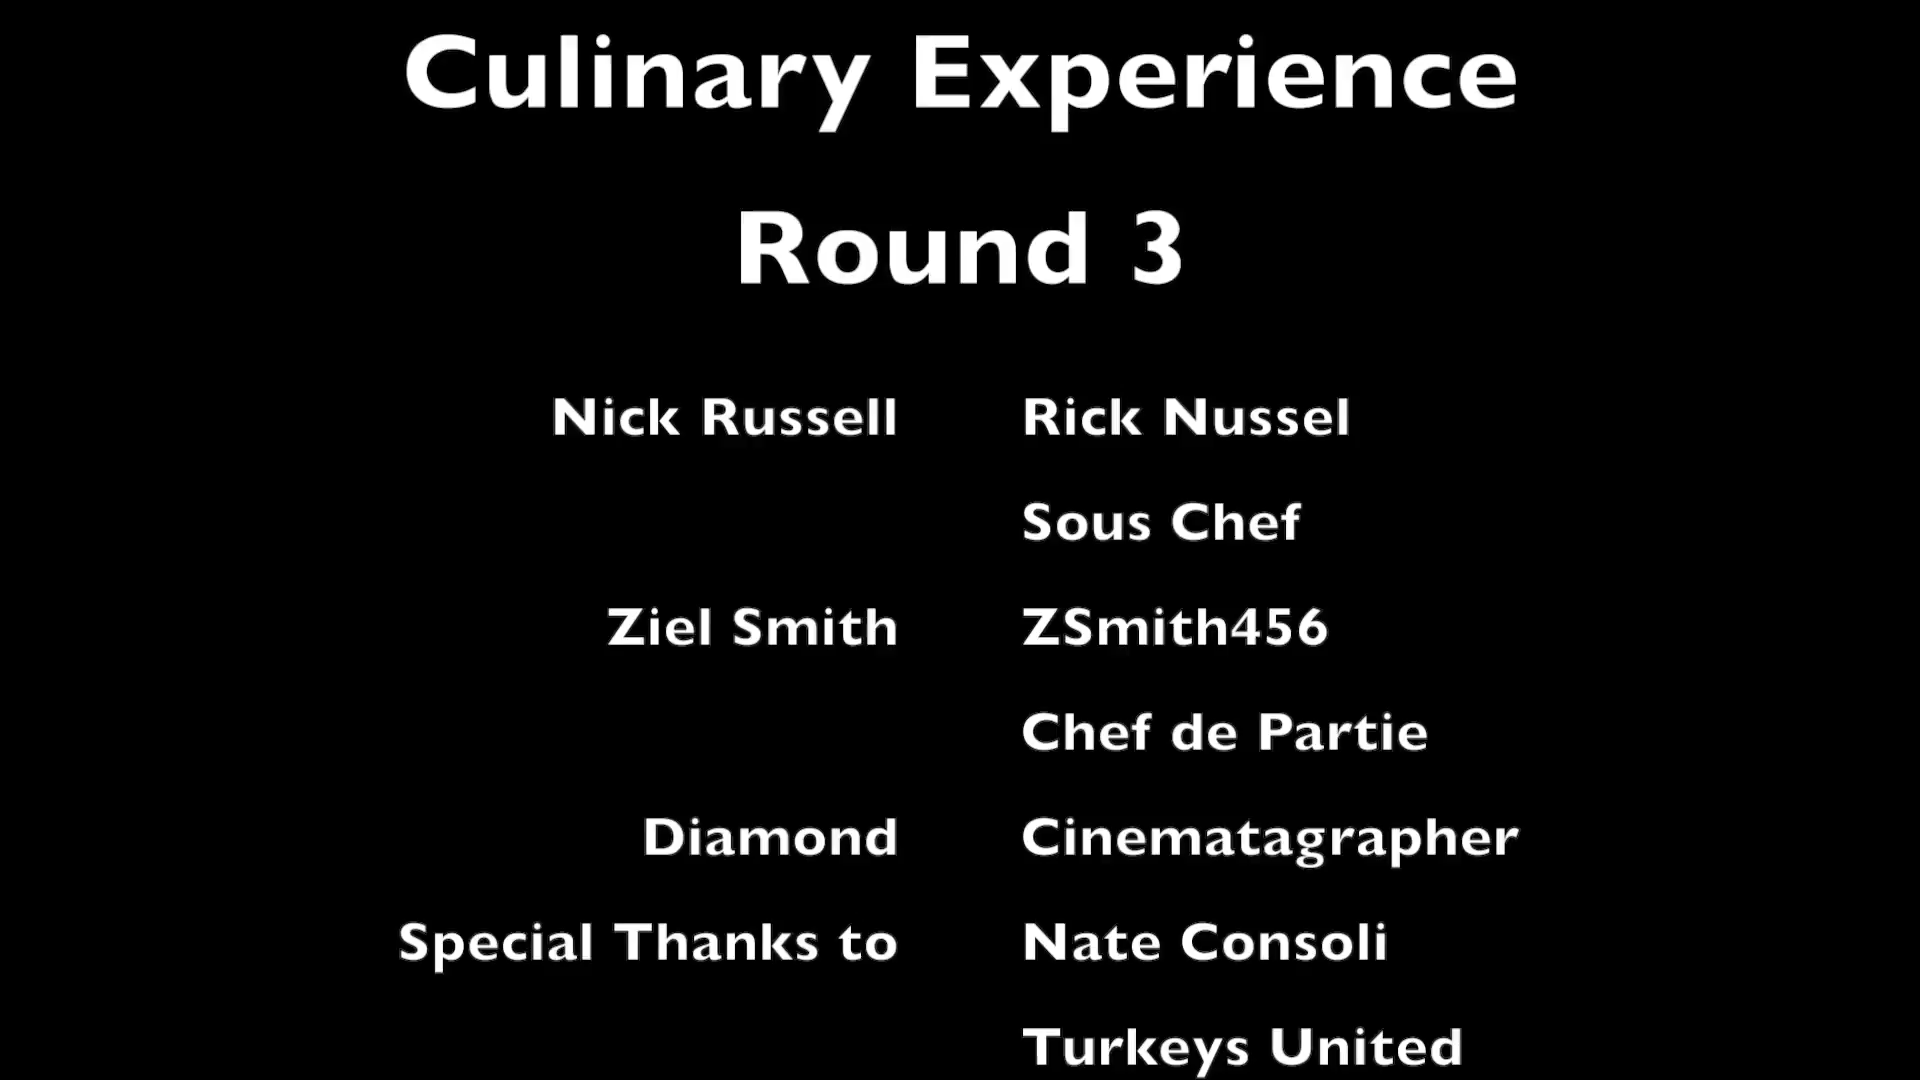 Culinary Experience
Round 3
Nick Russell Rick Nussel
Sous Chef
Ziel Smith ZSmith456
Chef de Partie
Diamond Cinematagrapher
Special Thanks to Nate Consoli
Turkeys United